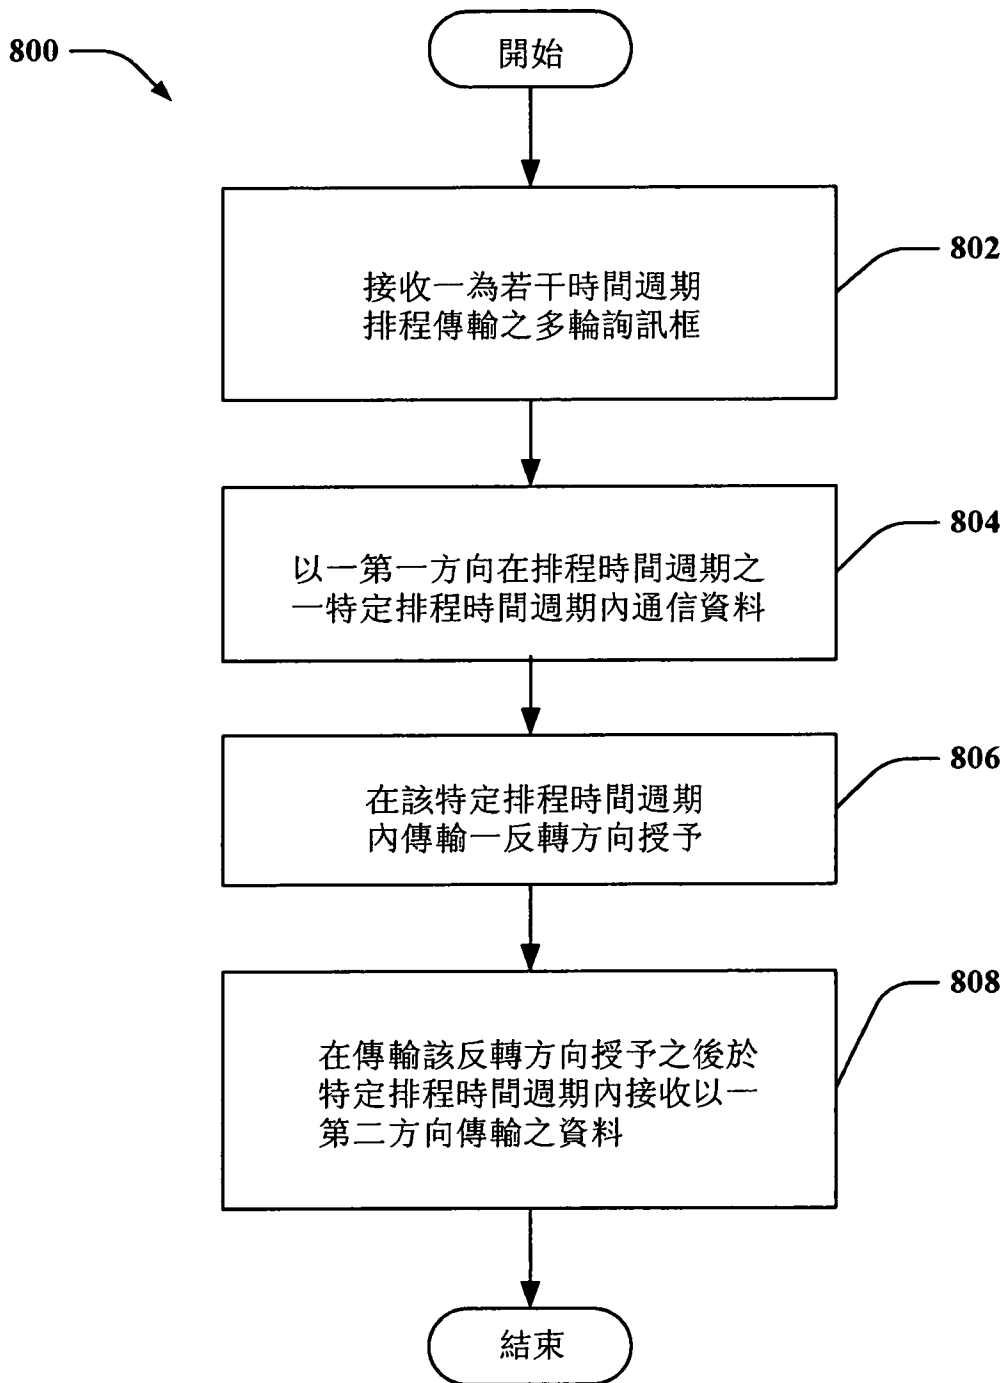 800
開始
802
接收一為若干時間週期
排程傳輸之多輪詢訊框
804
以一第一方向在排程時間週期之
一特定排程時間週期內通信資料
806
在該特定排程時間週期
內傳輸一反轉方向授予
808
在傳輸該反轉方向授予之後於
特定排程時間週期內接收以一
第二方向傳輸之資料
結束